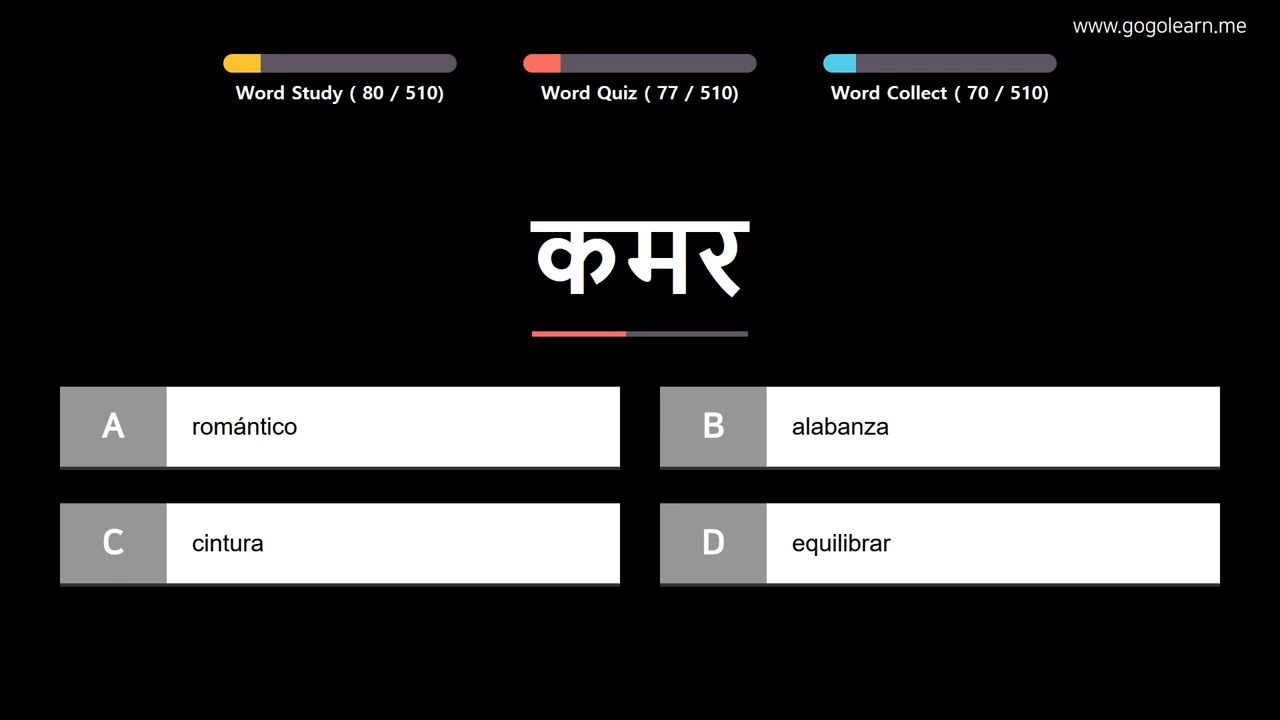 www.gogolearn.me
Word Study ( 80 / 510)
Word Quiz ( 77 / 510)
Word Collect ( 70 / 510)
कमर
A romántico
B alabanza
C cintura
D equilibrar